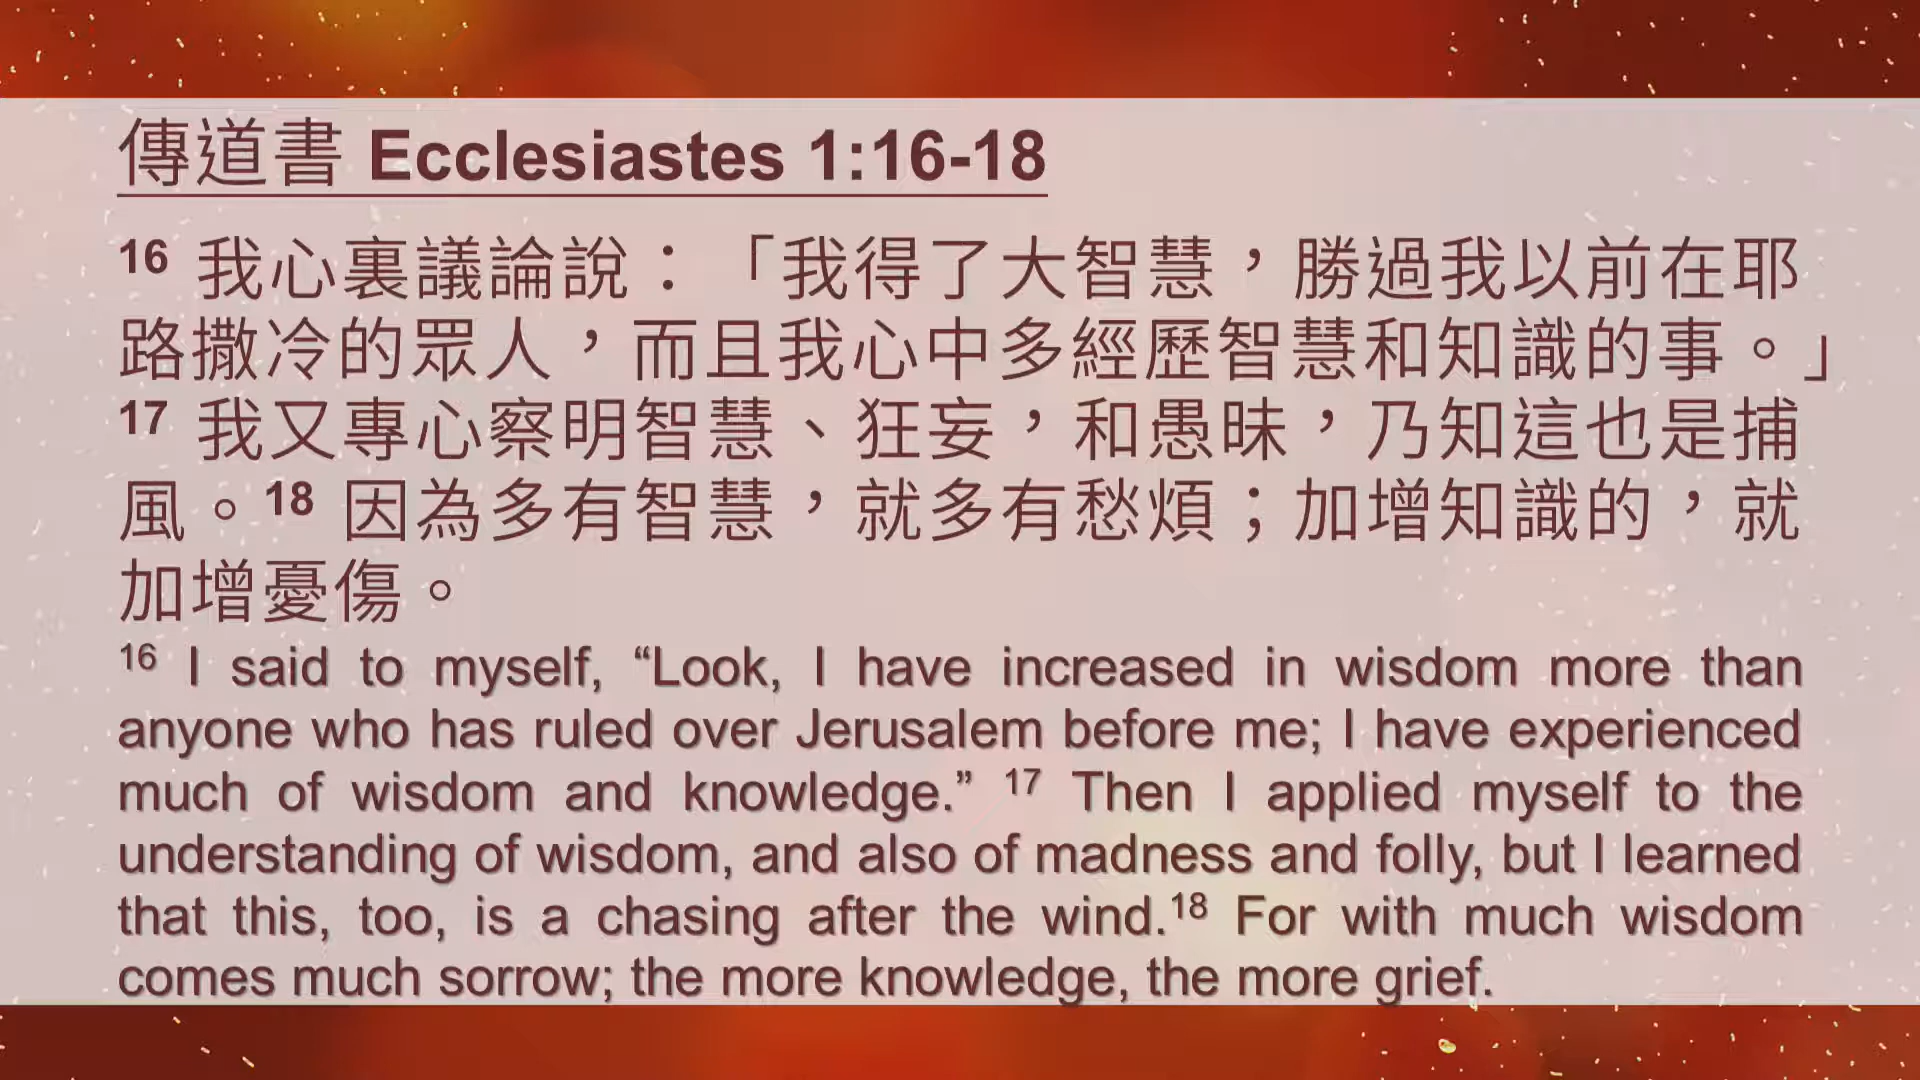 傳道書 Ecclesiastes 1:16-18
16 我心裏議論說：「我得了大智慧，勝過我以前在耶
路撒冷的眾人，而且我心中多經歷智慧和知識的事。」
17 我又專心察明智慧、狂妄，和愚昧，乃知這也是捕
風。18 因為多有智慧，就多有愁煩；加增知識的，就
加增憂傷。
16 I said to myself, “Look, I have increased in wisdom more than
anyone who has ruled over Jerusalem before me; I have experienced
much of wisdom and knowledge.” 17 Then I applied myself to the
understanding of wisdom, and also of madness and folly, but I learned
that this, too, is a chasing after the wind.18 For with much wisdom
comes much sorrow; the more knowledge, the more grief.